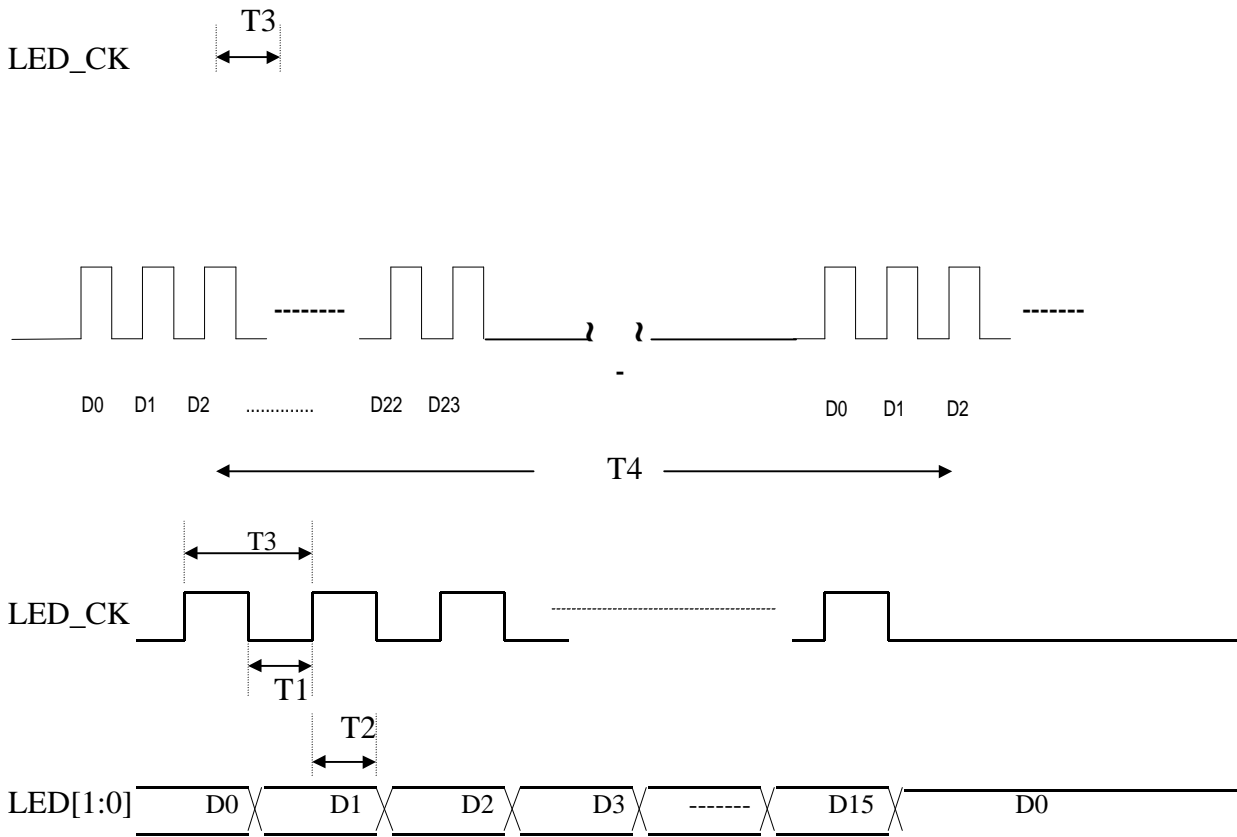 T3
LED_CK
-------- ~ ~ -------
-
D0 D1 D2 .............. D22 D23 D0 D1 D2
T4
T3
LED_CK
T1
T2
LED[1:0] D0 D1 D2 D3 ------- D15 D0